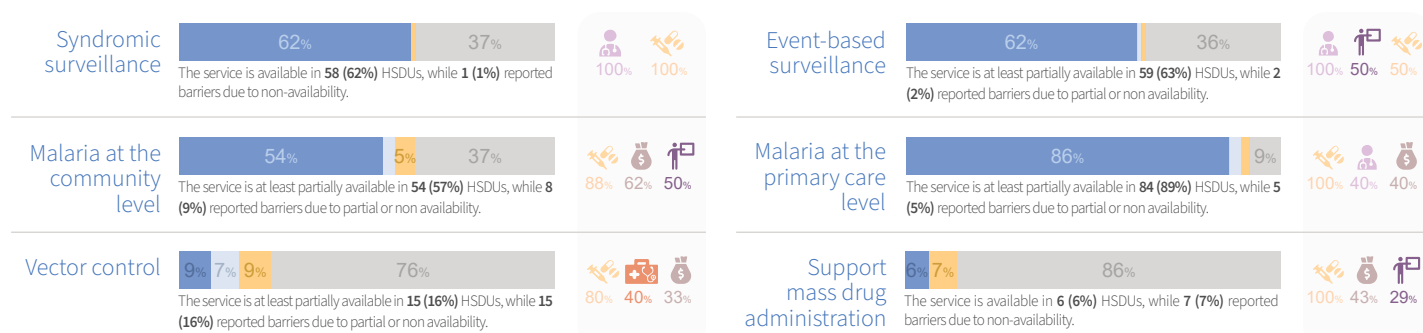 Syndromic
surveillance
62%
37%
The service is available in 58 (62%) HSDUs, while 1 (1%) reported
barriers due to non-availability.
100%
100%
Event-based
surveillance
62%
36%
The service is at least partially available in 59 (63%) HSDUs, while 2
(2%) reported barriers due to partial or non availability.
100% 50% 50%
Malaria at the
community
level
54%
5%
37%
The service is at least partially available in 54 (57%) HSDUs, while 8
(9%) reported barriers due to partial or non availability.
88% 62% 50%
Malaria at the
primary care
level
86%
9%
The service is at least partially available in 84 (89%) HSDUs, while 5
(5%) reported barriers due to partial or non availability.
100% 40% 40%
Vector control
9% 7% 9%
76%
The service is at least partially available in 15 (16%) HSDUs, while 15
(16%) reported barriers due to partial or non availability.
80% 40% 33%
Support
mass drug
administration
6% 7%
86%
The service is available in 6 (6%) HSDUs, while 7 (7%) reported
barriers due to non-availability.
100% 43% 29%